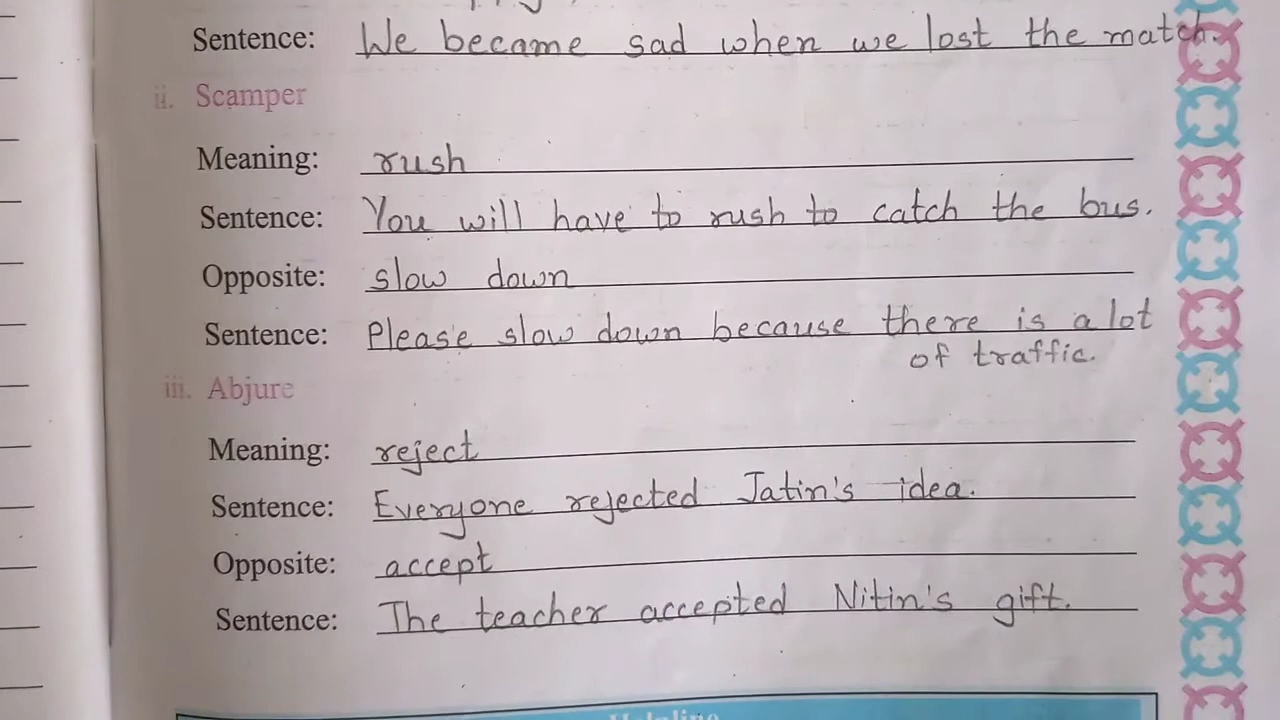 Sentence: We became sad when we lost the match.
ii. Scamper
Meaning: rush
Sentence: You will have to rush to catch the bus.
Opposite: slow down
Sentence: Please slow down because there is a lot
of traffic.
iii. Abjure
Meaning: reject
Sentence: Everyone rejected Jatin's idea.
Opposite: accept
Sentence: The teacher accepted Nitin's gift.